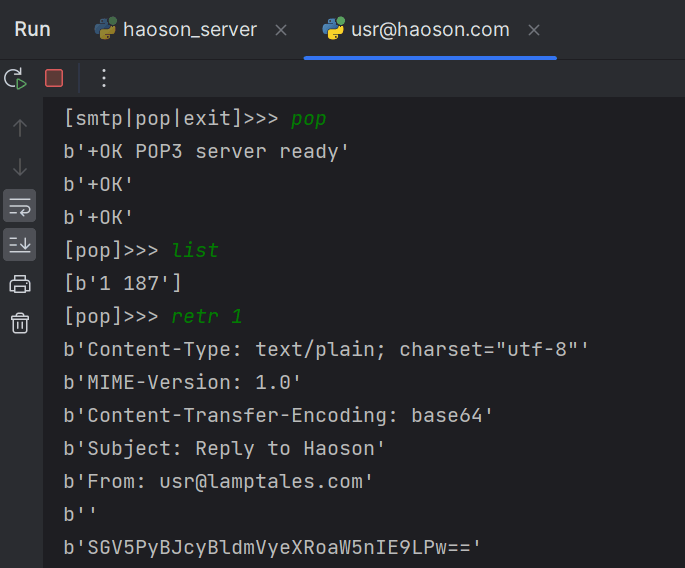 Run haoson_server usr@haoson.com
[smtp|pop|exit]>>> pop
b'+OK POP3 server ready'
b'+OK'
b'+OK'
[pop]>>> list
[b'1 187']
[pop]>>> retr 1
b'Content-Type: text/plain; charset="utf-8"'
b'MIME-Version: 1.0'
b'Content-Transfer-Encoding: base64'
b'Subject: Reply to Haoson'
b'From: usr@lamptales.com'
b''
b'SGV5PyBJcyBldmVyeXRoaW5nIE9LPw=='